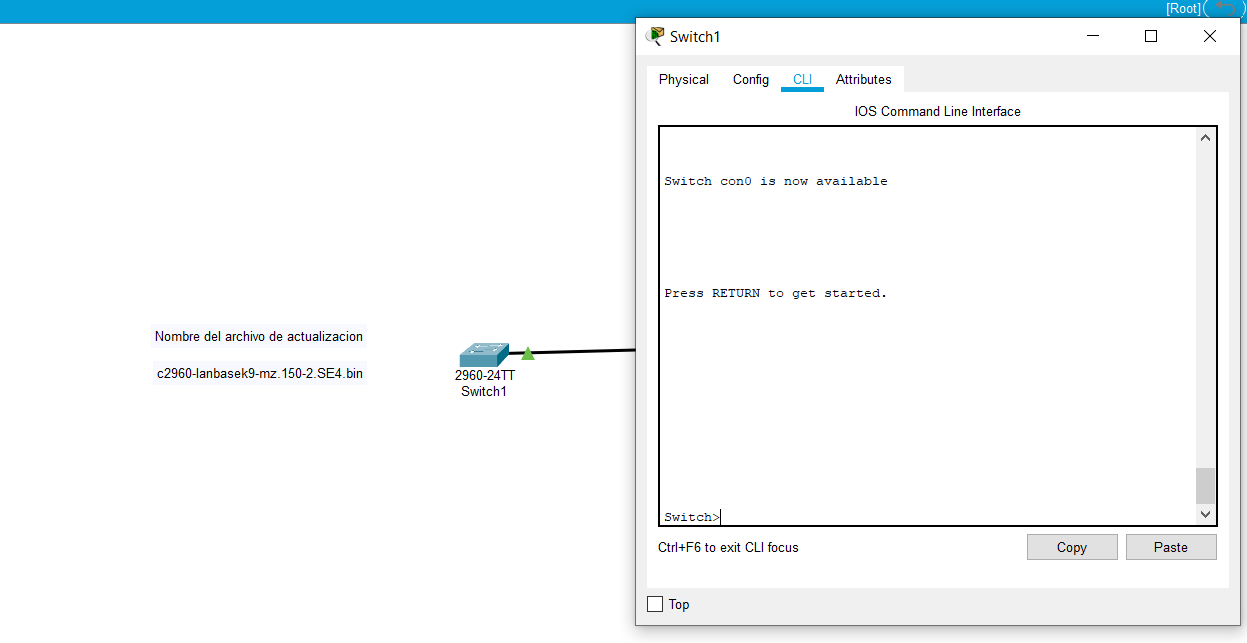 [Root]
Switch1
Physical Config CLI Attributes
IOS Command Line Interface
Switch con0 is now available
Press RETURN to get started.
Switch>
Ctrl+F6 to exit CLI focus
Copy Paste
Top
Nombre del archivo de actualizacion
c2960-lanbasek9-mz.150-2.SE4.bin
2960-24TT
Switch1